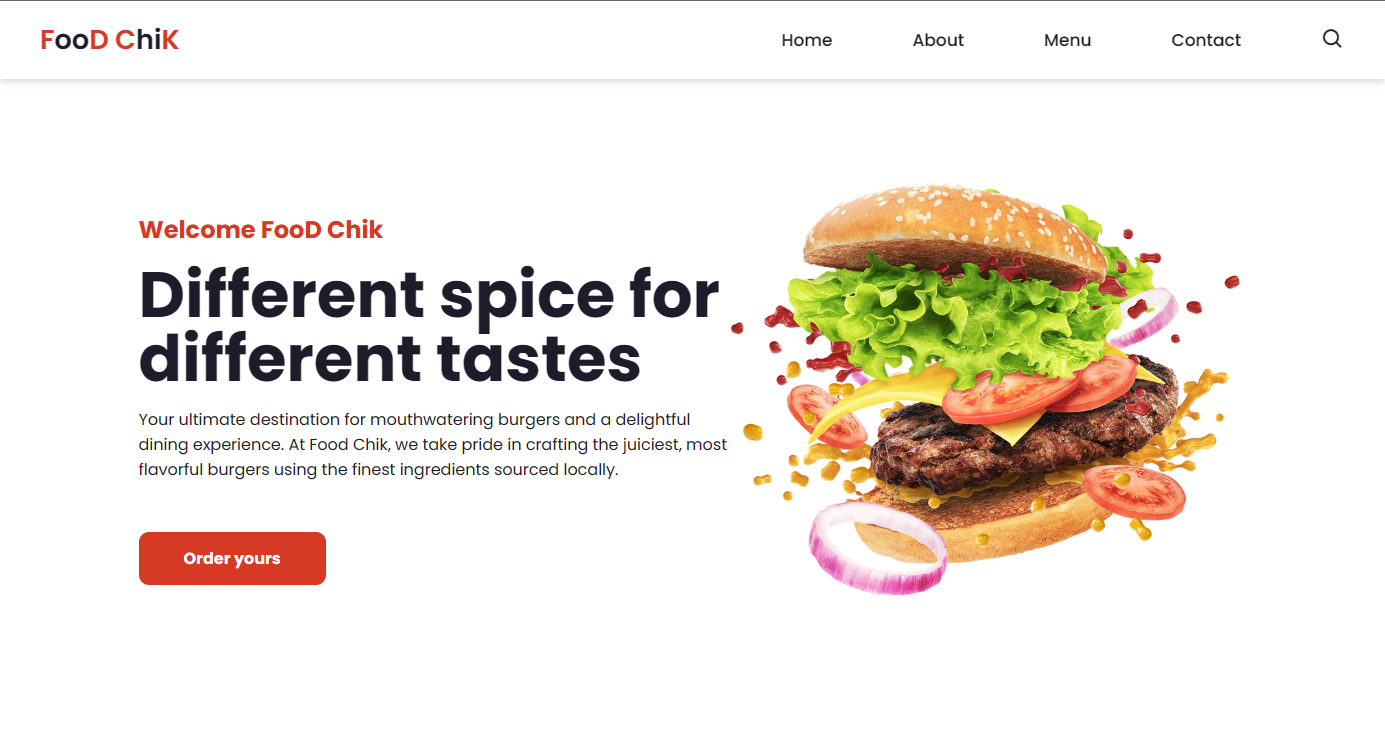 FooD ChiK
Home
About
Menu
Contact
Welcome FooD Chik
Different spice for
different tastes
Your ultimate destination for mouthwatering burgers and a delightful
dining experience. At Food Chik, we take pride in crafting the juiciest, most
flavorful burgers using the finest ingredients sourced locally.
Order yours